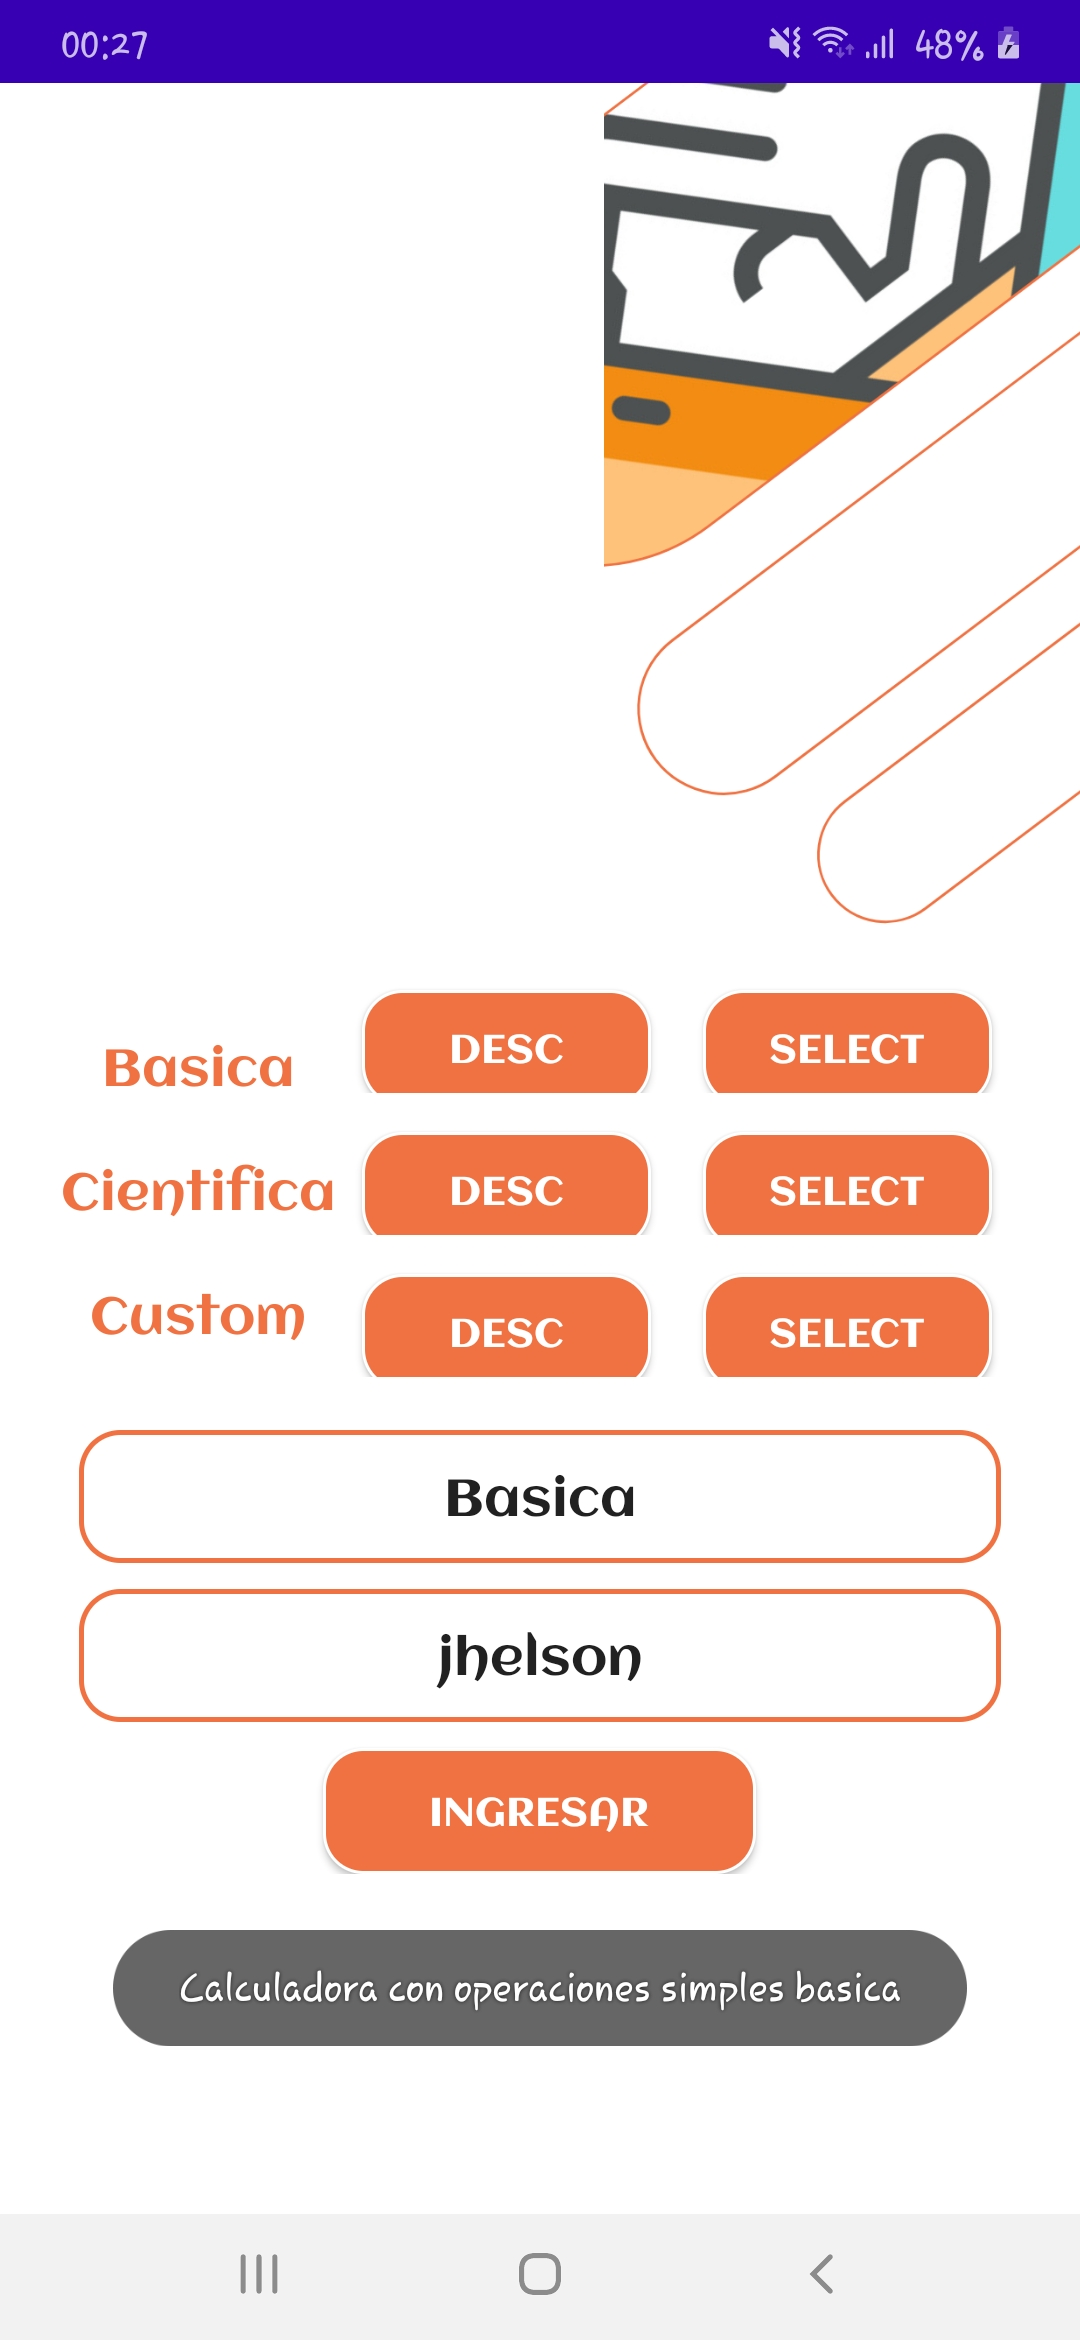 00:27 48%
Basica DESC SELECT
Cientifica DESC SELECT
Custom DESC SELECT
Basica
jhelson
INGRESAR
Calculadora con operaciones simples basica